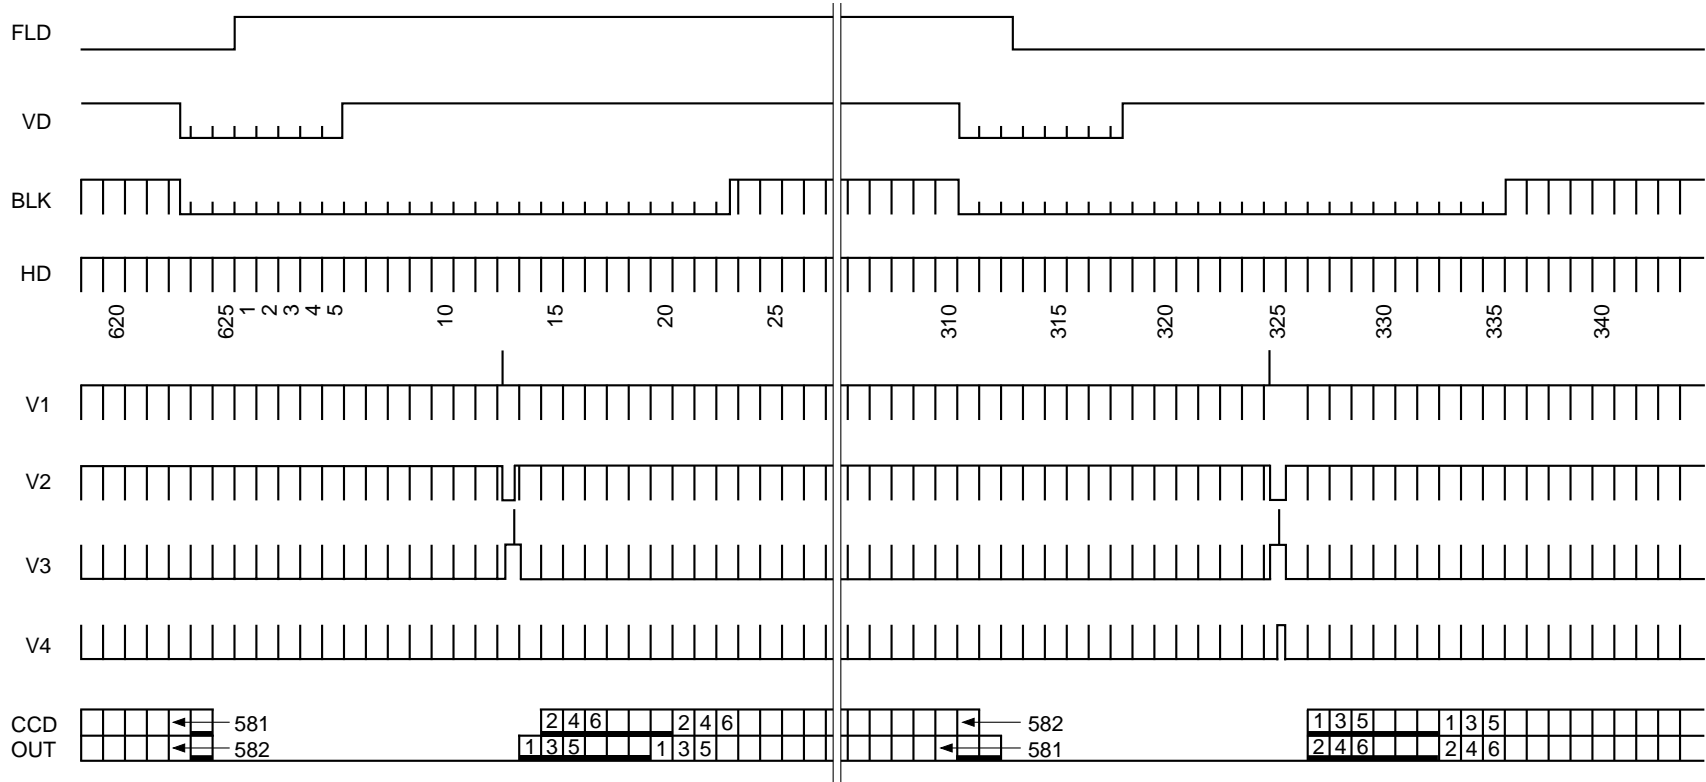 FLD
VD
BLK
HD
620 625 1 2 3 4 5 10 15 20 25 310 315 320 325 330 335 340
V1
V2
V3
V4
CCD 581 2 4 6 2 4 6 582 1 3 5 1 3 5
OUT 582 1 3 5 1 3 5 581 2 4 6 2 4 6